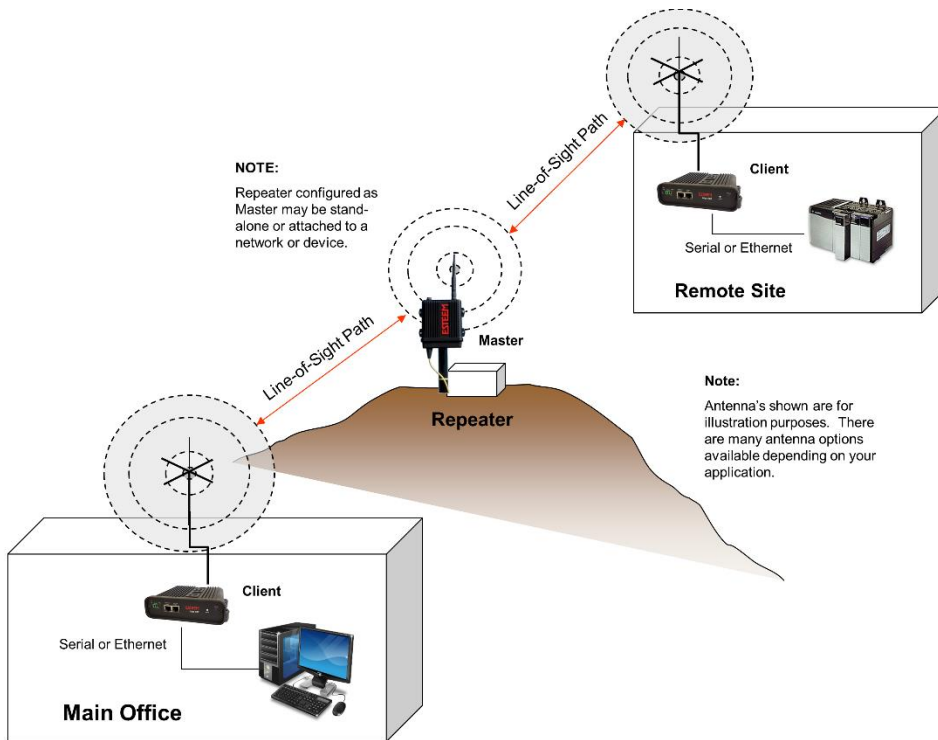 Line-of-Sight Path
Client
Serial or Ethernet
Remote Site
NOTE:
Repeater configured as
Master may be stand-
alone or attached to a
network or device.
ESTEEM
Master
Repeater
Line-of-Sight Path
Note:
Antenna's shown are for
illustration purposes.  There
are many antenna options
available depending on your
application.
Client
Serial or Ethernet
Main Office